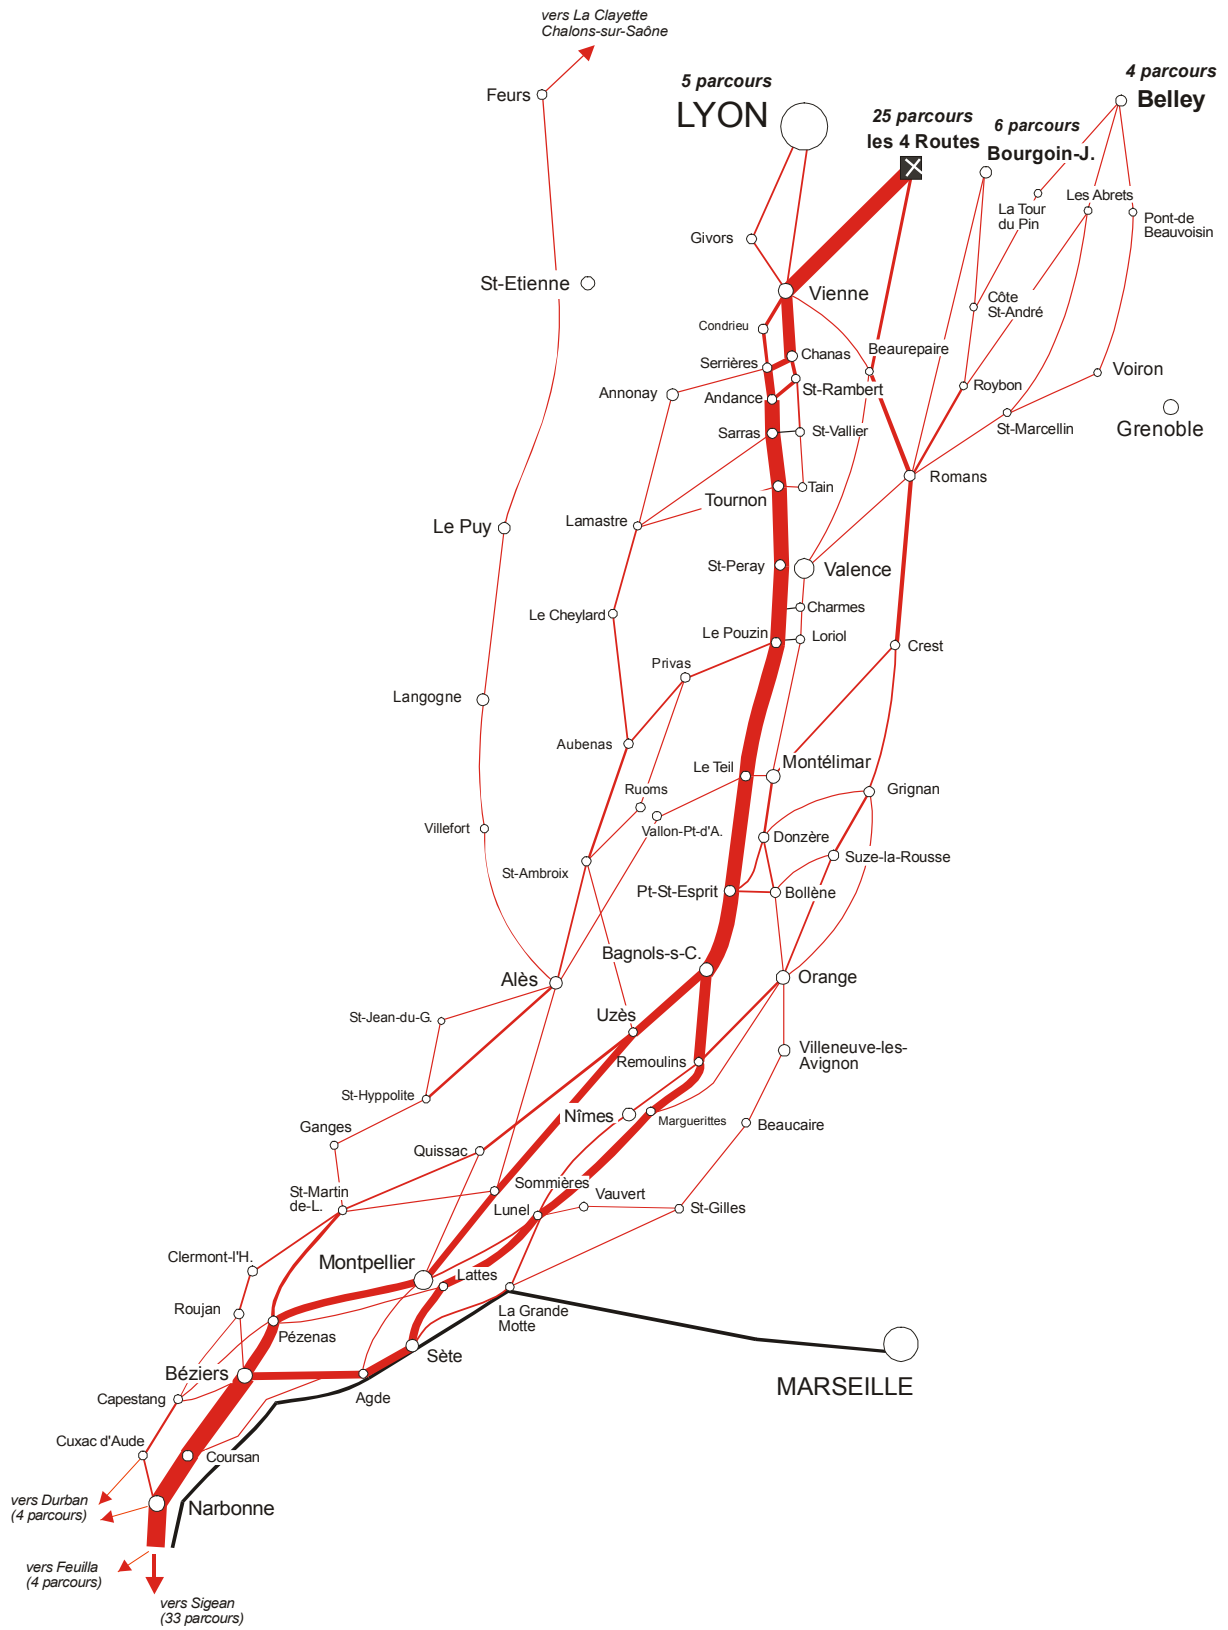 vers La Clayette
Chalons-sur-Saône
Feurs
5 parcours
LYON
25 parcours
les 4 Routes
6 parcours
Bourgoin-J.
4 parcours
Belley
La Tour
du Pin
Les Abrets
Pont-de
Beauvoisin
Givors
St-Etienne
Vienne
Côte
St-André
Condrieu
Chanas
Beaurepaire
Serrières
Annonay
St-Rambert
Andance
Roybon
Voiron
Sarras
St-Vallier
St-Marcellin
Grenoble
Tournon
Tain
Romans
Lamastre
Le Puy
St-Peray
Valence
Le Cheylard
Charmes
Le Pouzin
Loriol
Crest
Privas
Langogne
Aubenas
Le Teil
Montélimar
Ruoms
Grignan
Villefort
Vallon-Pt-d'A.
Donzère
St-Ambroix
Suze-la-Rousse
Pt-St-Esprit
Bollène
Bagnols-s-C.
Alès
Orange
St-Jean-du-G.
Uzès
Remoulins
Villeneuve-les-
Avignon
St-Hyppolite
Nîmes
Marguerittes
Beaucaire
Ganges
Quissac
St-Martin
de-L.
Sommières
Vauvert
Lunel
St-Gilles
Clermont-l'H.
Montpellier
Lattes
Roujan
La Grande
Motte
Pézenas
Sète
Béziers
MARSEILLE
Capestang
Agde
Cuxac d'Aude
Coursan
vers Durban
(4 parcours)
Narbonne
vers Feuilla
(4 parcours)
vers Sigean
(33 parcours)